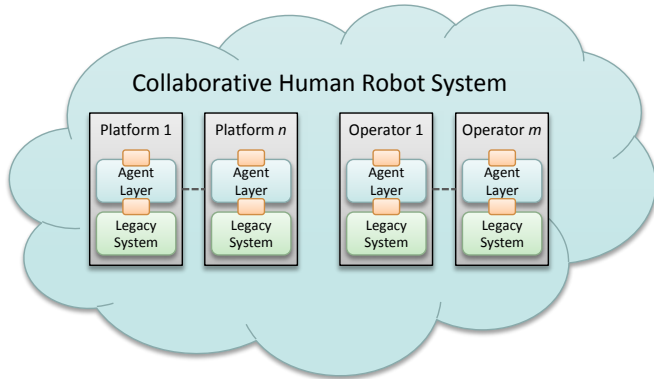 Collaborative Human Robot System
Platform 1
Agent
Layer
Legacy
System
Platform n
Agent
Layer
Legacy
System
Operator 1
Agent
Layer
Legacy
System
Operator m
Agent
Layer
Legacy
System